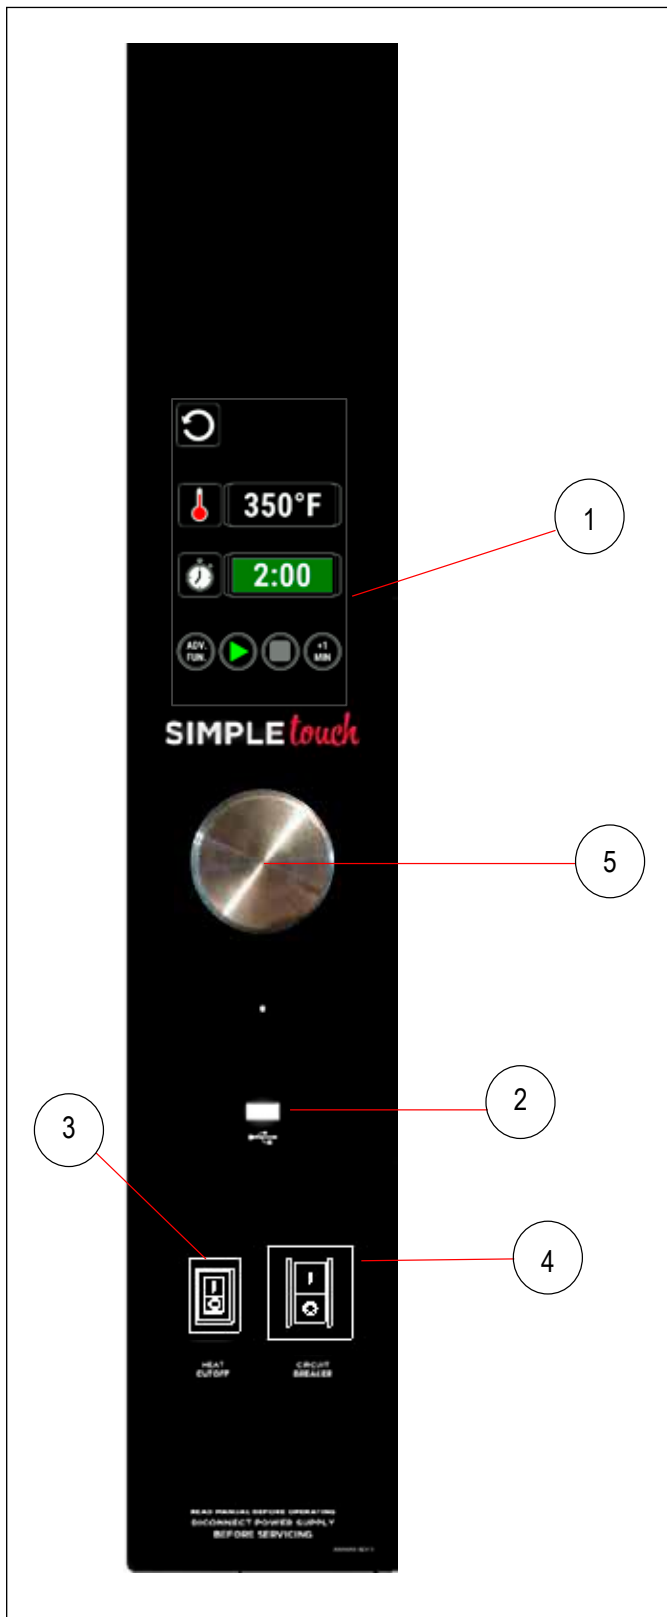 350°F
1
2:00
ADV.
FUN.
+1
MIN
SIMPLE touch
5
2
3
4
HEAT
CUTOFF
CIRCUIT
BREAKER
READ MANUAL BEFORE OPERATING
DICONNECT POWER SUPPLY
BEFORE SERVICING